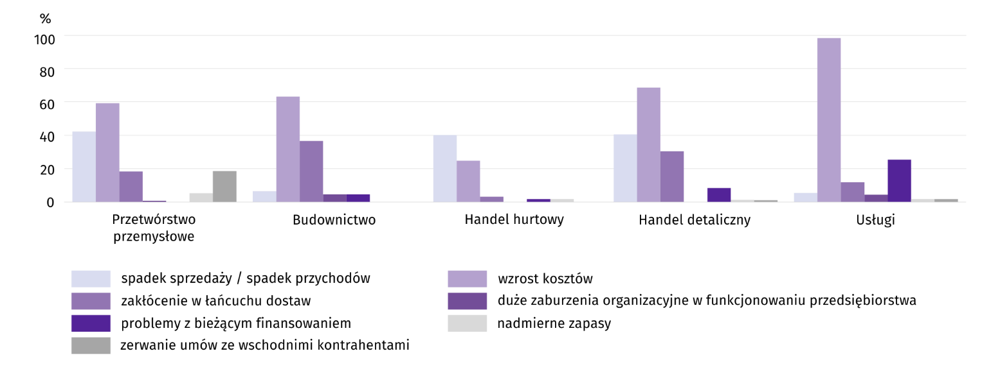 %
100
80
60
40
20
0
Przetwórstwo
przemysłowe
Budownictwo
Handel hurtowy
Handel detaliczny
Usługi
spadek sprzedaży / spadek przychodów
wzrost kosztów
zakłócenie w łańcuchu dostaw
duże zaburzenia organizacyjne w funkcjonowaniu przedsiębiorstwa
problemy z bieżącym finansowaniem
nadmierne zapasy
zerwanie umów ze wschodnimi kontrahentami